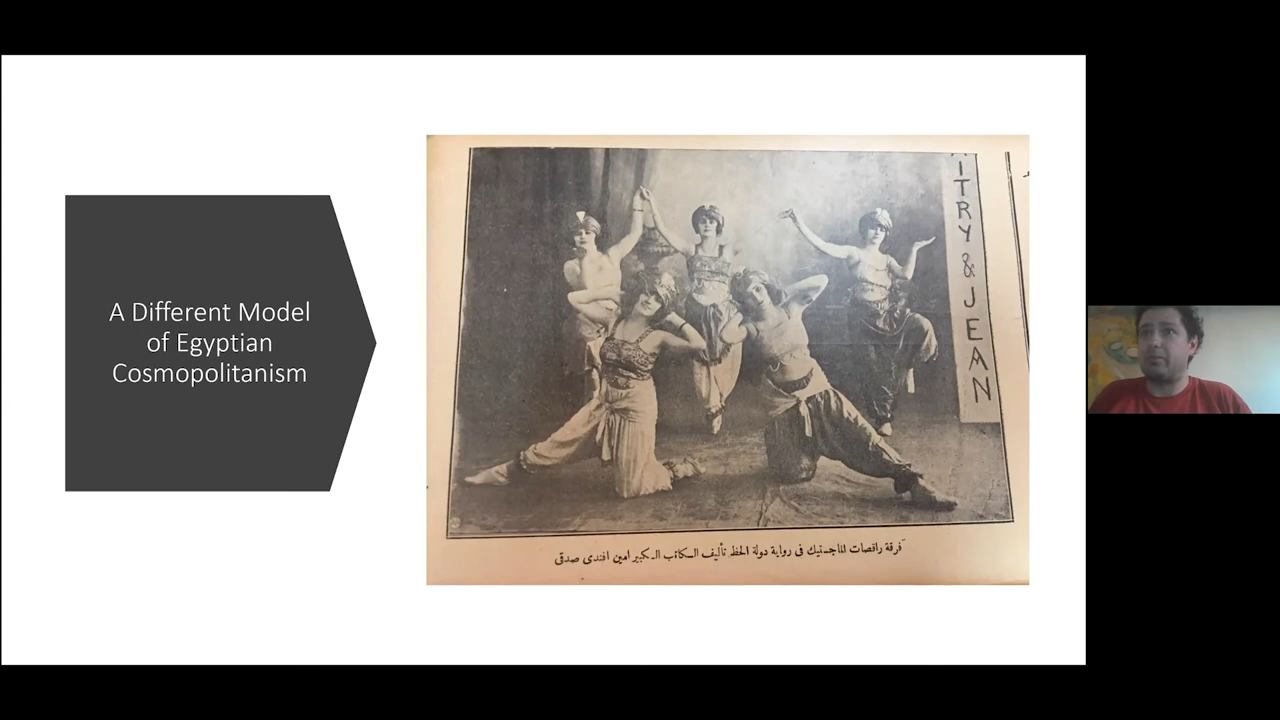 A Different Model
of Egyptian
Cosmopolitanism
ITRY & JEAN
فرقة راقصات الماجستيك فى رواية دولة الحظ تأليف الكاتب الكبير امين افندى صدقى